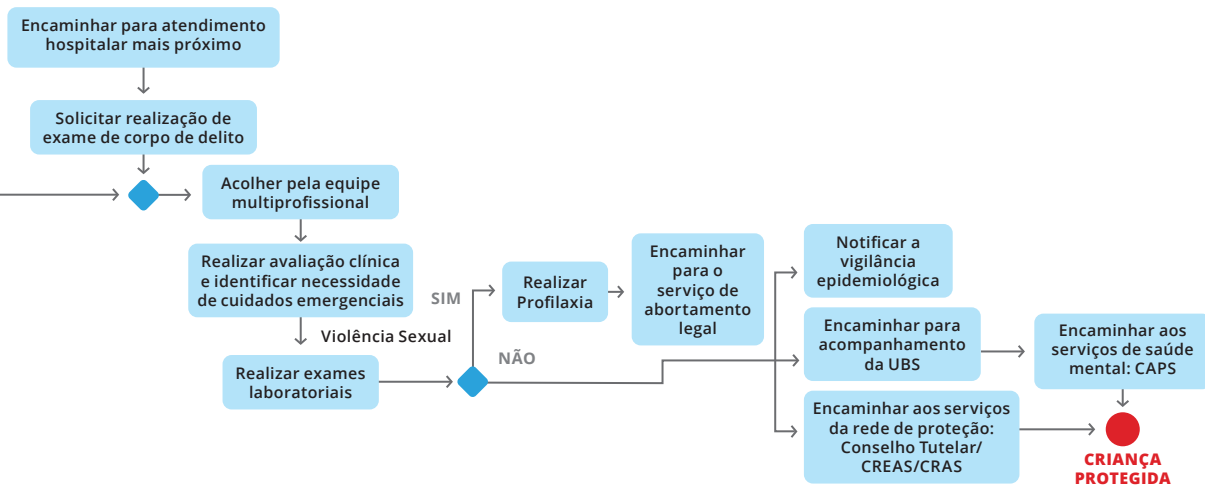 Encaminhar para atendimento
hospitalar mais próximo
Solicitar realização de
exame de corpo de delito
Acolher pela equipe
multiprofissional
Realizar avaliação clínica
e identificar necessidade
de cuidados emergenciais
Violência Sexual
Realizar exames
laboratoriais
SIM
NÃO
Realizar
Profilaxia
Encaminhar
para o
serviço de
abortamento
legal
Notificar a
vigilância
epidemiológica
Encaminhar para
acompanhamento
da UBS
Encaminhar aos
serviços de saúde
mental: CAPS
Encaminhar aos serviços
da rede de proteção:
Conselho Tutelar/
CREAS/CRAS
CRIANÇA
PROTEGIDA